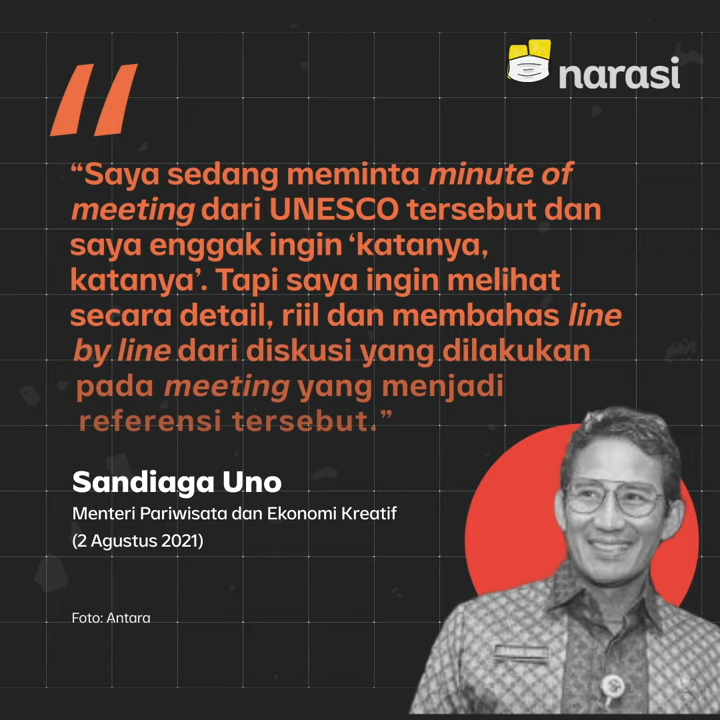 narasi
“Saya sedang meminta minute of
meeting dari UNESCO tersebut dan
saya enggak ingin ‘katanya,
katanya’. Tapi saya ingin melihat
secara detail, riil dan membahas line
by line dari diskusi yang dilakukan
pada meeting yang menjadi
referensi tersebut.”
Sandiaga Uno
Menteri Pariwisata dan Ekonomi Kreatif
(2 Agustus 2021)
Foto: Antara